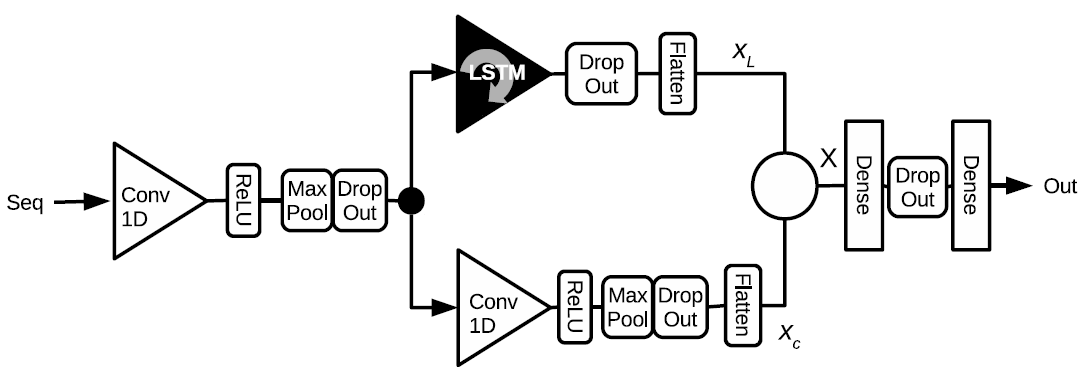 Seq
Conv
1D
ReLU
Max
Pool
Drop
Out
LSTM
Drop
Out
Flatten
X_L
Conv
1D
ReLU
Max
Pool
Drop
Out
Flatten
X_c
X
Dense
Drop
Out
Dense
Out